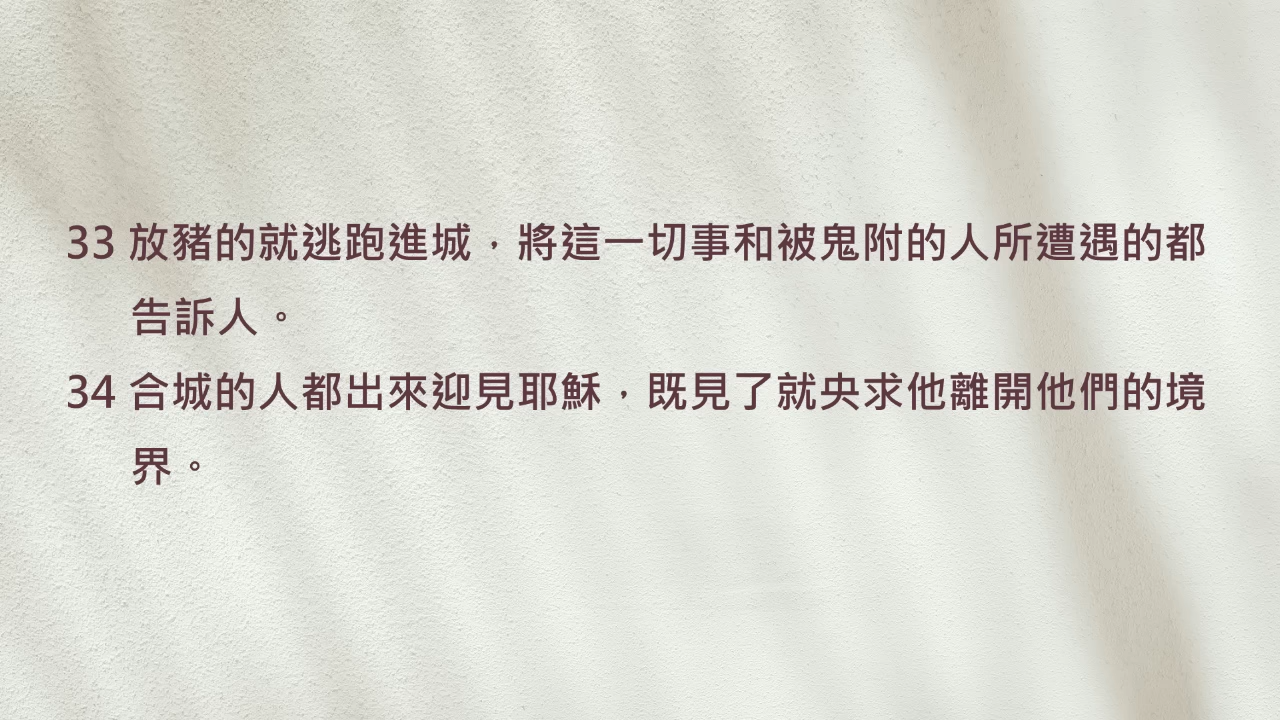 33 放豬的就逃跑進城，將這一切事和被鬼附的人所遭遇的都
告訴人。
34 合城的人都出來迎見耶穌，既見了就央求他離開他們的境
界。